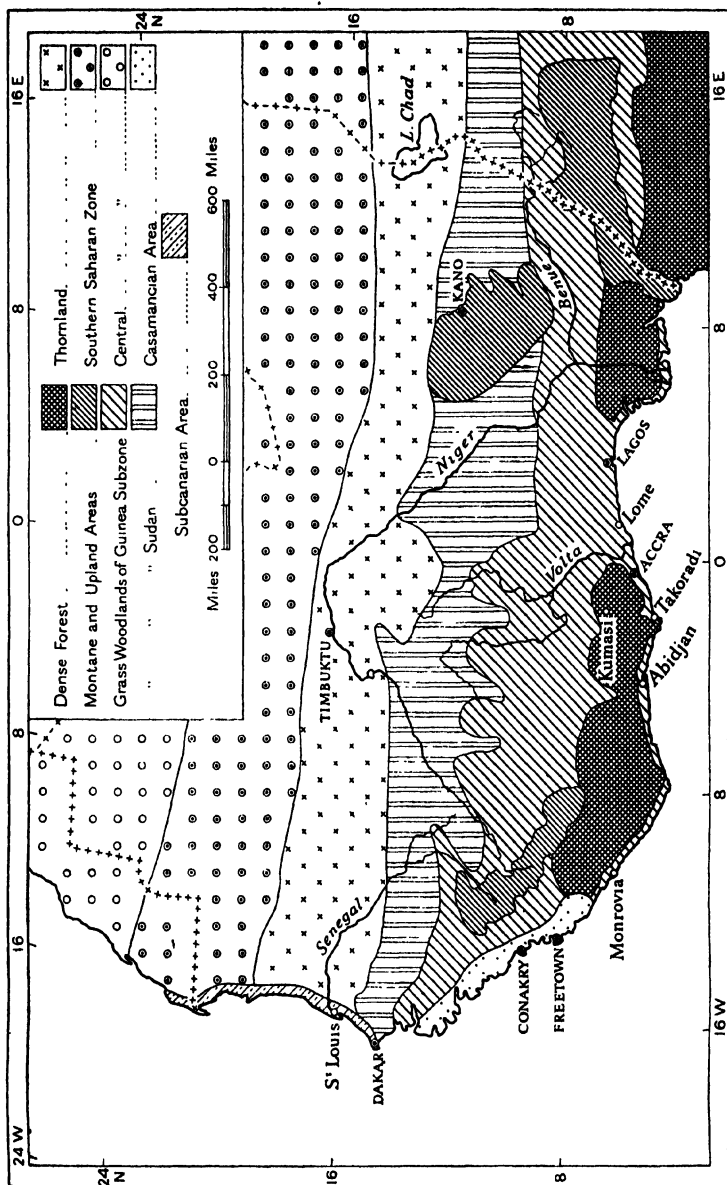 24 W
16
8
0
8
16 E
24
N
24
N
Dense Forest .. ... .. .. ..
Thornland. .. .. .. .. ..
Montane and Upland Areas
Southern Saharan Zone ..
Grass Woodlands of Guinea Subzone
Central.. .. " .. " ..
" " Sudan "
Casamancian Area
Subcanarian Area.
Miles 200 0 200 400 600 Miles
16
16
TIMBUKTU
Senegal
St Louis
DAKAR
Niger
KANO
L. Chad
Benue
Volta
8
8
CONAKRY
FREETOWN
Monrovia
Kumasi
Abidjan
Takoradi
ACCRA
Lome
LAGOS
16 W
8
0
8
16 E